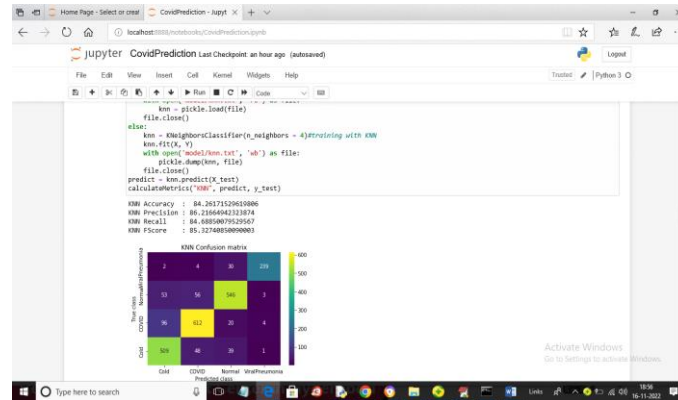 Home Page - Select or creat
CovidPrediction - Jupyt
localhost:8888/notebooks/CovidPrediction.ipynb
jupyter CovidPrediction Last Checkpoint: an hour ago (autosaved)
Logout
File Edit View Insert Cell Kernel Widgets Help
Trusted Python 3
Run Code
knn = pickle.load(file)
file.close()
else:
knn = KNeighborsClassifier(n_neighbors = 4)#training with KNN
knn.fit(X, Y)
with open('model/knn.txt', 'wb') as file:
pickle.dump(knn, file)
file.close()
predict = knn.predict(X_test)
calculateMetrics("KNN", predict, y_test)
KNN Accuracy : 84.26171529619806
KNN Precision : 86.21664942323874
KNN Recall : 84.68850079529567
KNN FScore : 85.32740850090003
KNN Confusion matrix
ViralPneumonia 2 4 30
Normal 53 56 546 3
COVID 96 612 4
Cold 46 39 1
600
500
400
300
200
100
True class
Cold COVID Normal ViralPneumonia
Predicted class
Activate Windows
Go to Settings to activate Windows.
Type here to search
Links
18:56
16-11-2022